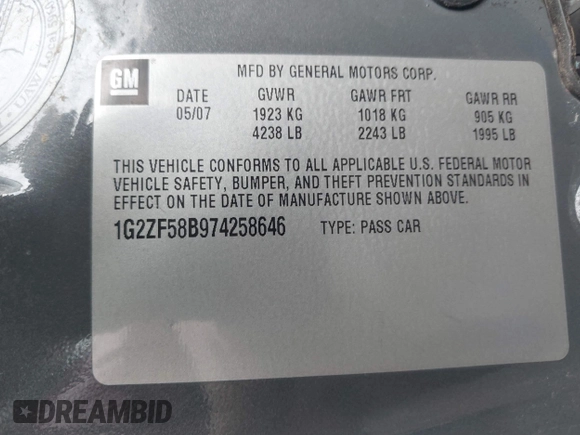 UAW
GM
MFD BY GENERAL MOTORS CORP.
DATE GVWR GAWR FRT GAWR RR
05/07 1923 KG 1018 KG 905 KG
4238 LB 2243 LB 1995 LB
THIS VEHICLE CONFORMS TO ALL APPLICABLE U.S. FEDERAL MOTOR
VEHICLE SAFETY, BUMPER, AND THEFT PREVENTION STANDARDS IN
EFFECT ON THE DATE OF MANUFACTURE SHOWN ABOVE.
1G2ZF58B974258646 TYPE: PASS CAR
DREAMBID